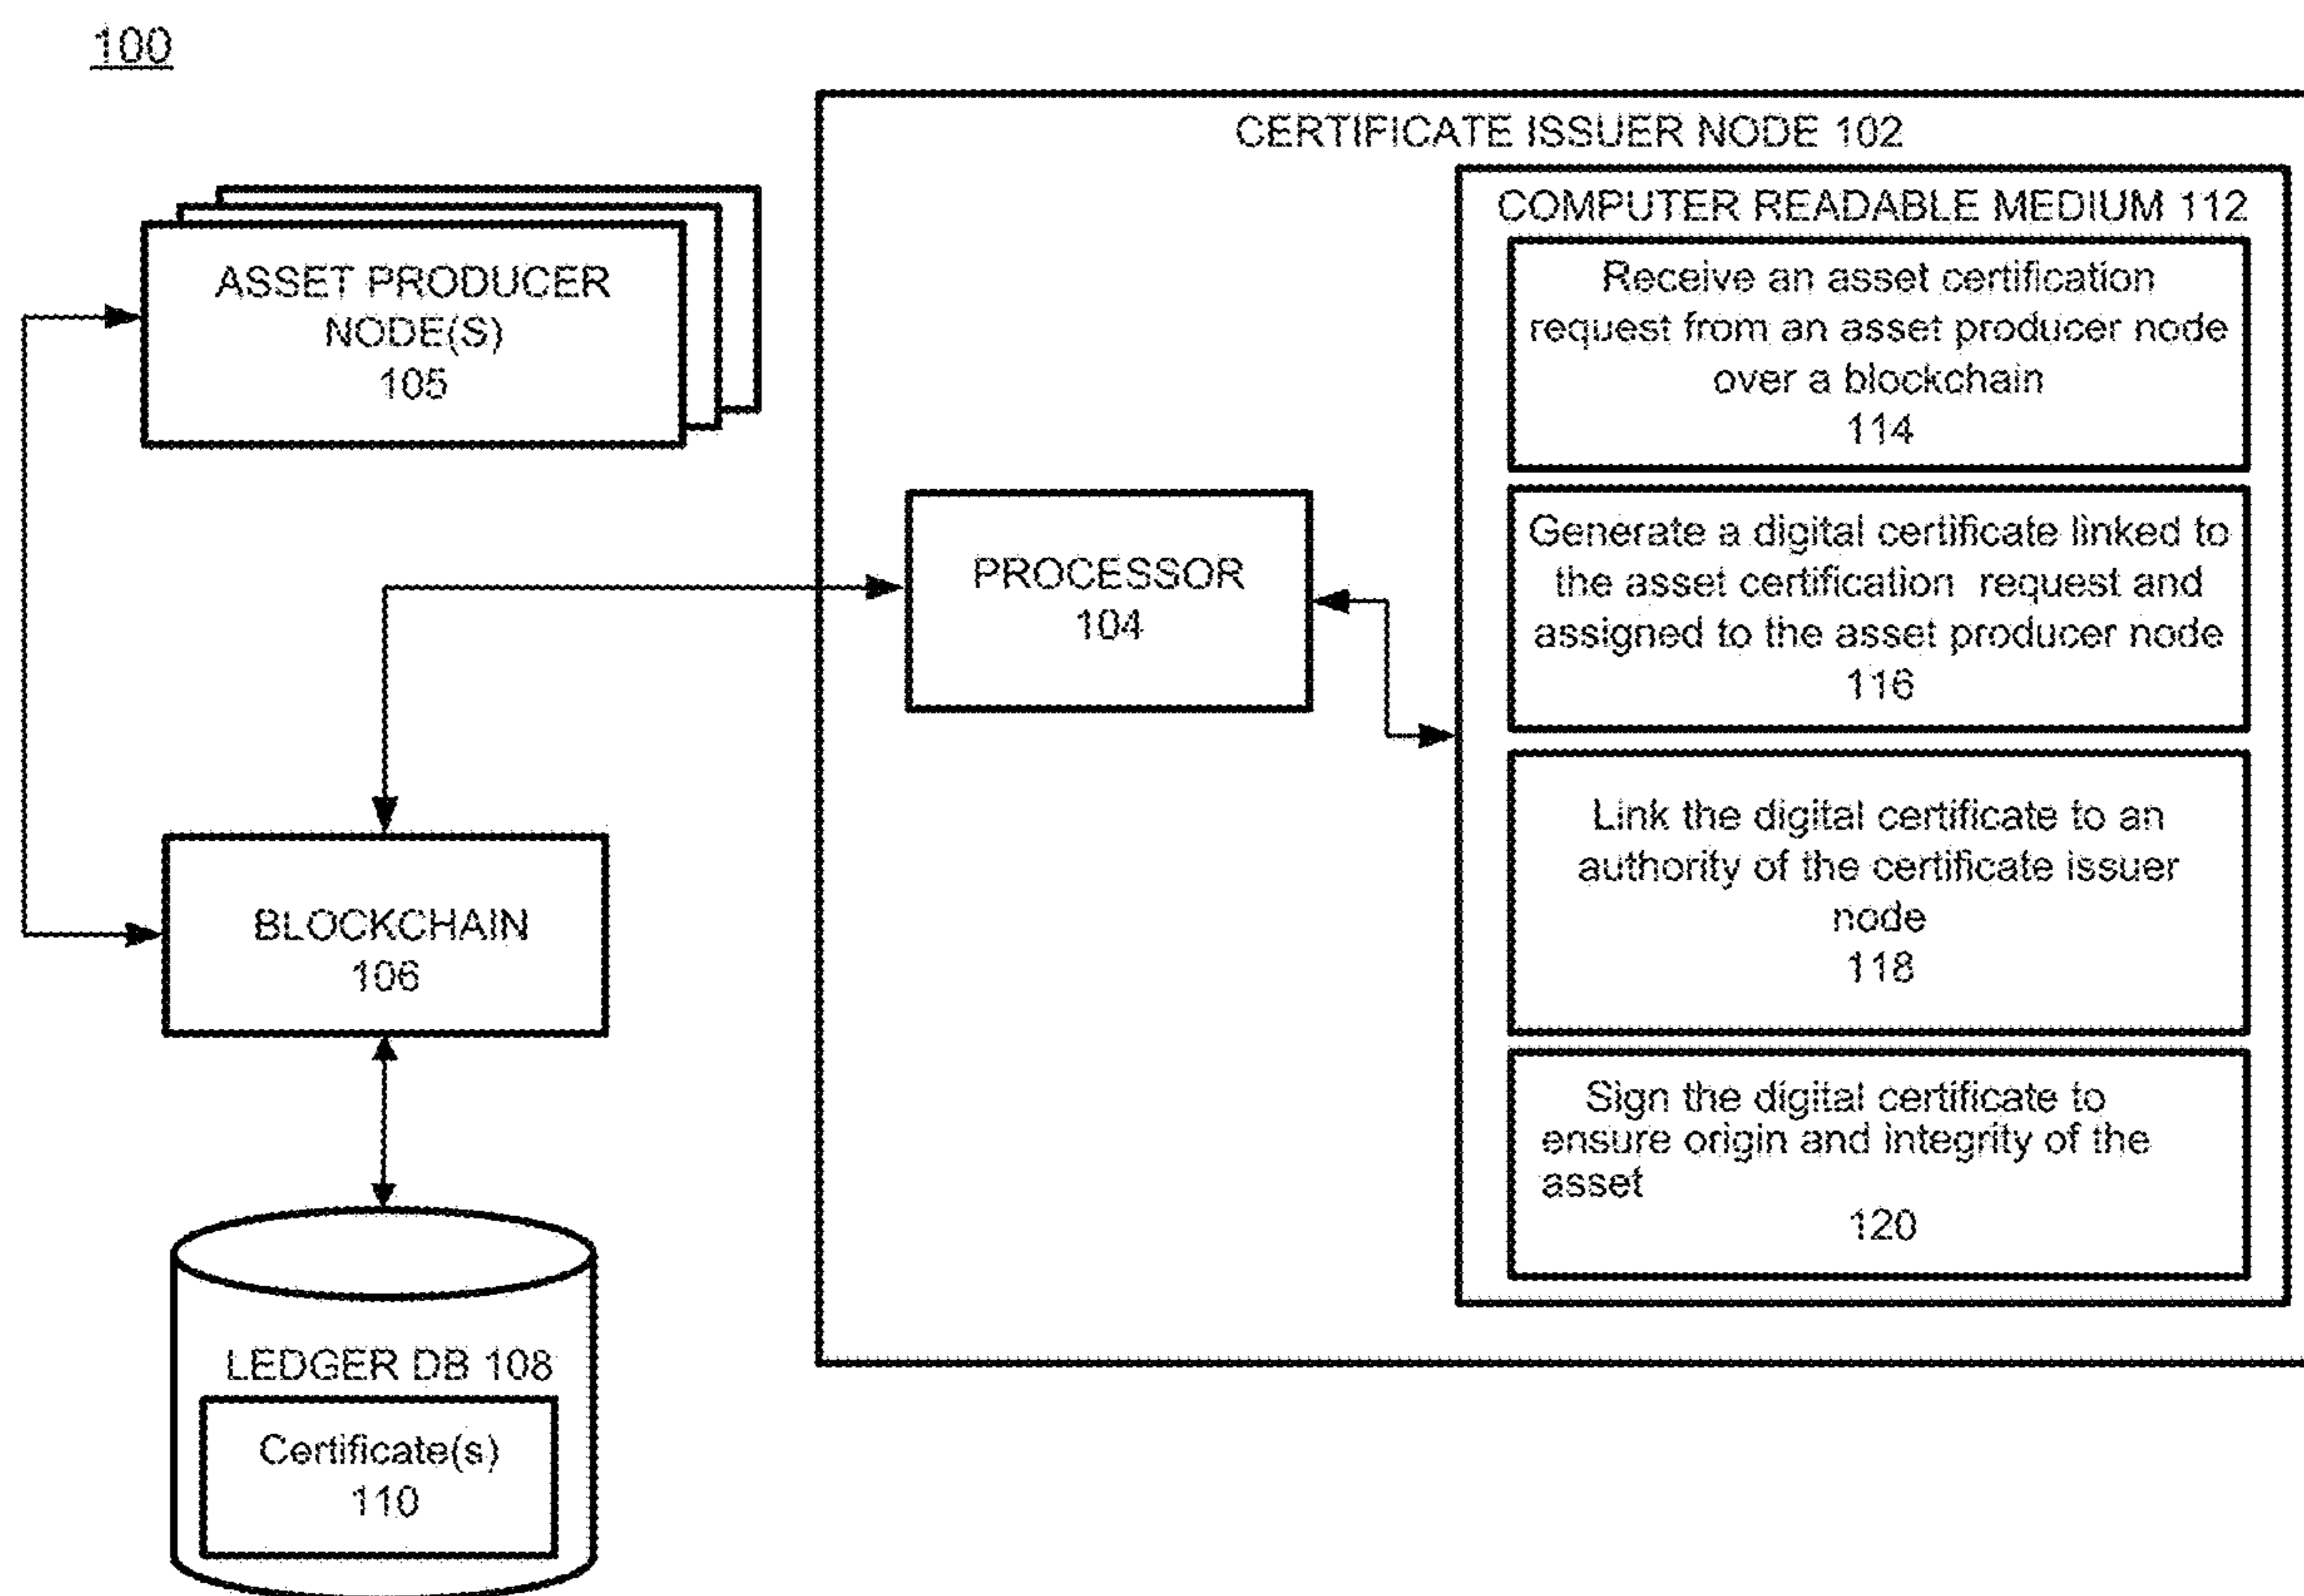 100
CERTIFICATE ISSUER NODE 102
ASSET PRODUCER
NODE(S)
105
COMPUTER READABLE MEDIUM 112
Receive an asset certification
request from an asset producer node
over a blockchain
114
PROCESSOR
104
Generate a digital certificate linked to
the asset certification request and
assigned to the asset producer node
116
Link the digital certificate to an
authority of the certificate issuer
node
118
Sign the digital certificate to
ensure origin and integrity of the
asset
120
BLOCKCHAIN
106
LEDGER DB 108
Certificate(s)
110